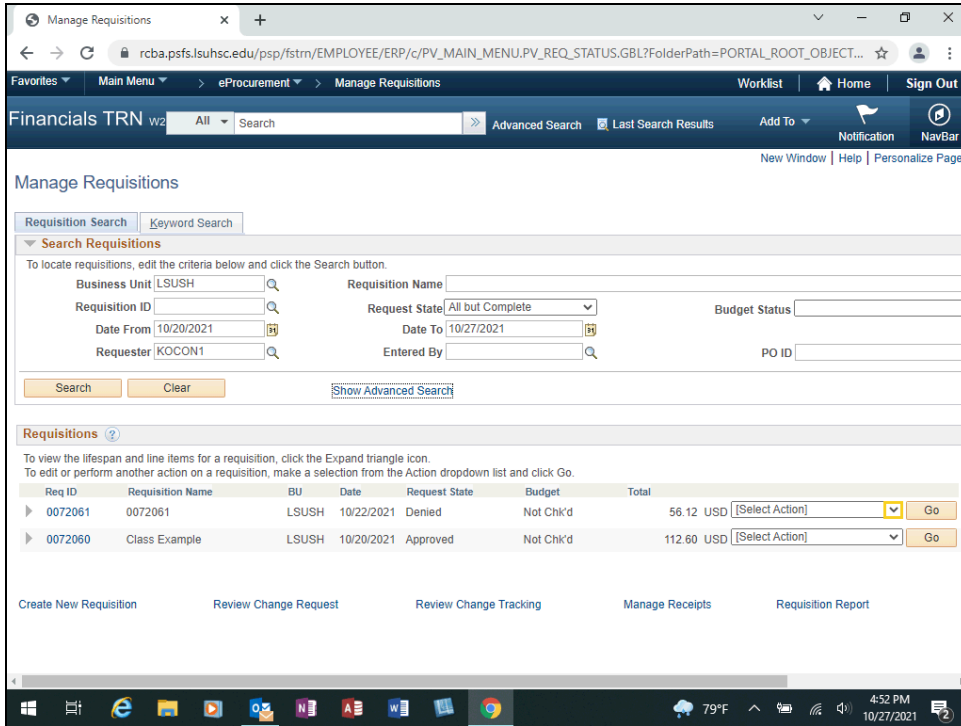 Manage Requisitions
rcba.psfs.lsuhsc.edu/psp/fstrn/EMPLOYEE/ERP/c/PV_MAIN_MENU.PV_REQ_STATUS.GBL?FolderPath=PORTAL_ROOT_OBJECT...
Favorites Main Menu > eProcurement > Manage Requisitions Worklist Home Sign Out
Financials TRN W2 All Search Advanced Search Last Search Results Add To Notification NavBar
New Window | Help | Personalize Page
Manage Requisitions
Requisition Search Keyword Search
Search Requisitions
To locate requisitions, edit the criteria below and click the Search button.
Business Unit LSUSH Requisition Name
Requisition ID Request State All but Complete Budget Status
Date From 10/20/2021 31 Date To 10/27/2021 31
Requester KOCON1 Entered By PO ID
Search Clear Show Advanced Search
Requisitions ?
To view the lifespan and line items for a requisition, click the Expand triangle icon.
To edit or perform another action on a requisition, make a selection from the Action dropdown list and click Go.
Req ID Requisition Name BU Date Request State Budget Total
0072061 0072061 LSUSH 10/22/2021 Denied Not Chk'd 56.12 USD [Select Action] Go
0072060 Class Example LSUSH 10/20/2021 Approved Not Chk'd 112.60 USD [Select Action] Go
Create New Requisition Review Change Request Review Change Tracking Manage Receipts Requisition Report
79°F 4:52 PM
10/27/2021 2